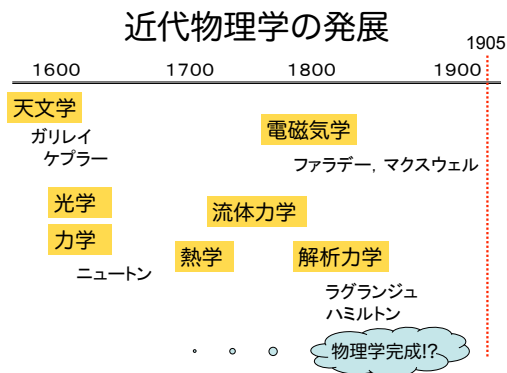 近代物理学の発展
1905
1600 1700 1800 1900
天文学
ガリレイ
ケプラー
電磁気学
ファラデー，マクスウェル
光学
流体力学
力学
熱学
解析力学
ニュートン
ラグランジュ
ハミルトン
物理学完成!?